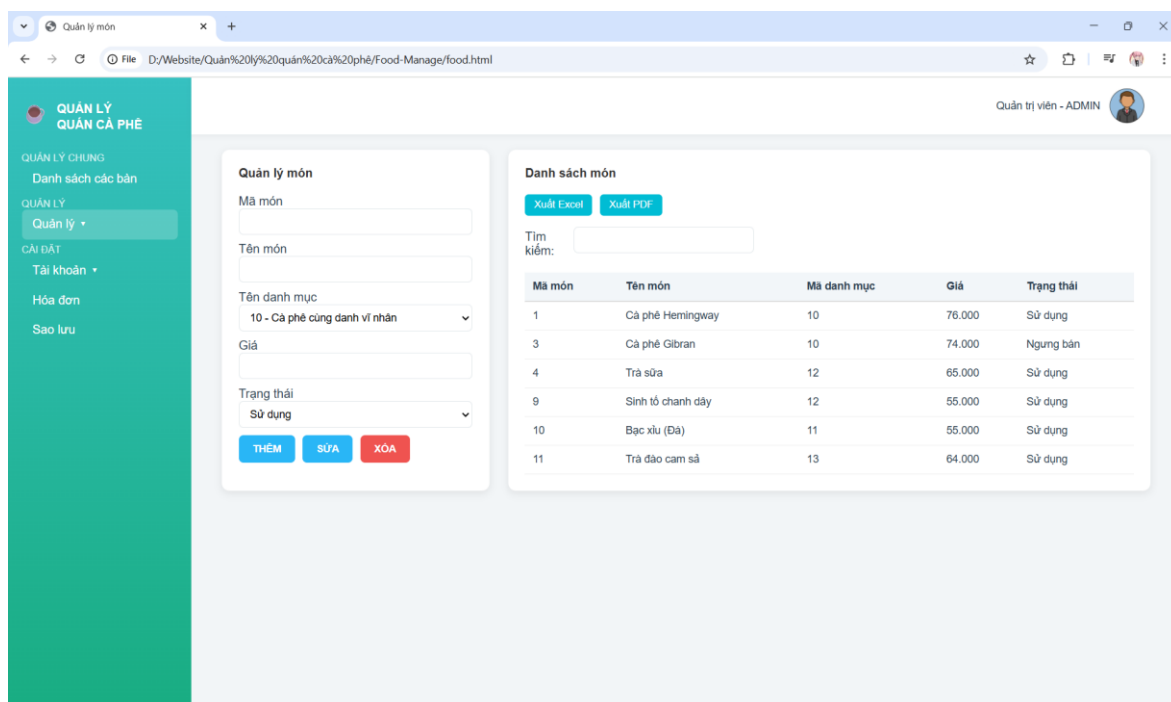 Quản lý món
File D:/Website/Quản%20lý%20quán%20cà%20phê/Food-Manage/food.html
QUẢN LÝ
QUÁN CÀ PHÊ
Quản trị viên - ADMIN
QUẢN LÝ CHUNG
Danh sách các bàn
QUẢN LÝ
Quản lý ▾
CÀI ĐẶT
Tài khoản ▾
Hóa đơn
Sao lưu
Quản lý món
Mã món
Tên món
Tên danh mục
10 - Cà phê cùng danh vĩ nhân
Giá
Trạng thái
Sử dụng
THÊM SỬA XÓA
Danh sách món
Xuất Excel Xuất PDF
Tìm
kiếm:
Mã món Tên món Mã danh mục Giá Trạng thái
1 Cà phê Hemingway 10 76.000 Sử dụng
3 Cà phê Gibran 10 74.000 Ngưng bán
4 Trà sữa 12 65.000 Sử dụng
9 Sinh tố chanh dây 12 55.000 Sử dụng
10 Bạc xỉu (Đá) 11 55.000 Sử dụng
11 Trà đào cam sả 13 64.000 Sử dụng